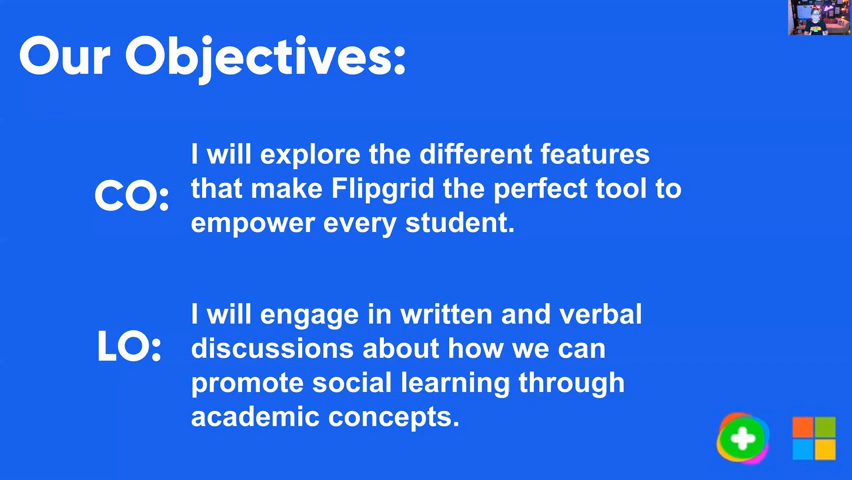 Our Objectives:
CO:
I will explore the different features
that make Flipgrid the perfect tool to
empower every student.
LO:
I will engage in written and verbal
discussions about how we can
promote social learning through
academic concepts.